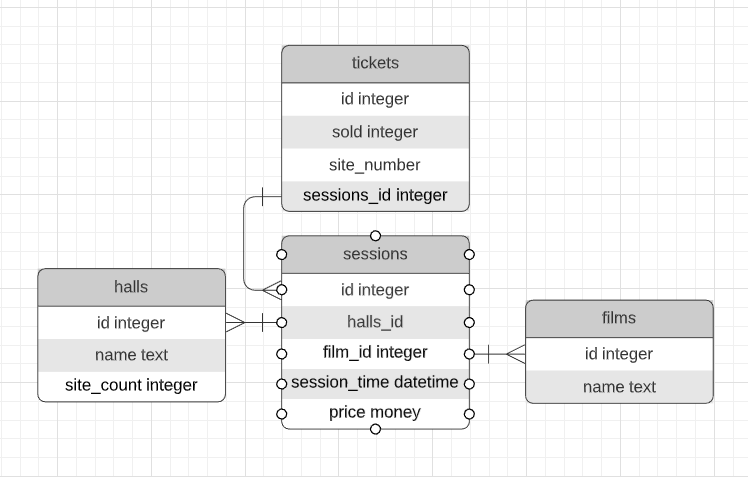 tickets
id integer
sold integer
site_number
sessions_id integer
sessions
id integer
halls_id
film_id integer
session_time datetime
price money
halls
id integer
name text
site_count integer
films
id integer
name text